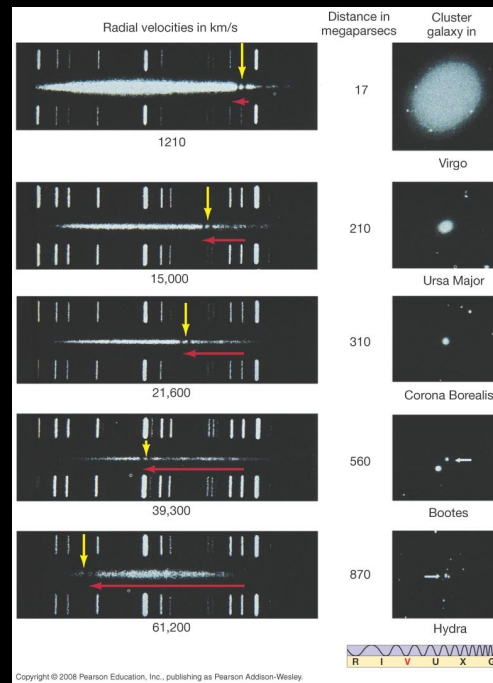 Radial velocities in km/s
Distance in
megaparsecs
Cluster
galaxy in
1210
17
Virgo
15,000
210
Ursa Major
21,600
310
Corona Borealis
39,300
560
Bootes
61,200
870
Hydra
R I V U X G
Copyright © 2008 Pearson Education, Inc., publishing as Pearson Addison-Wesley.